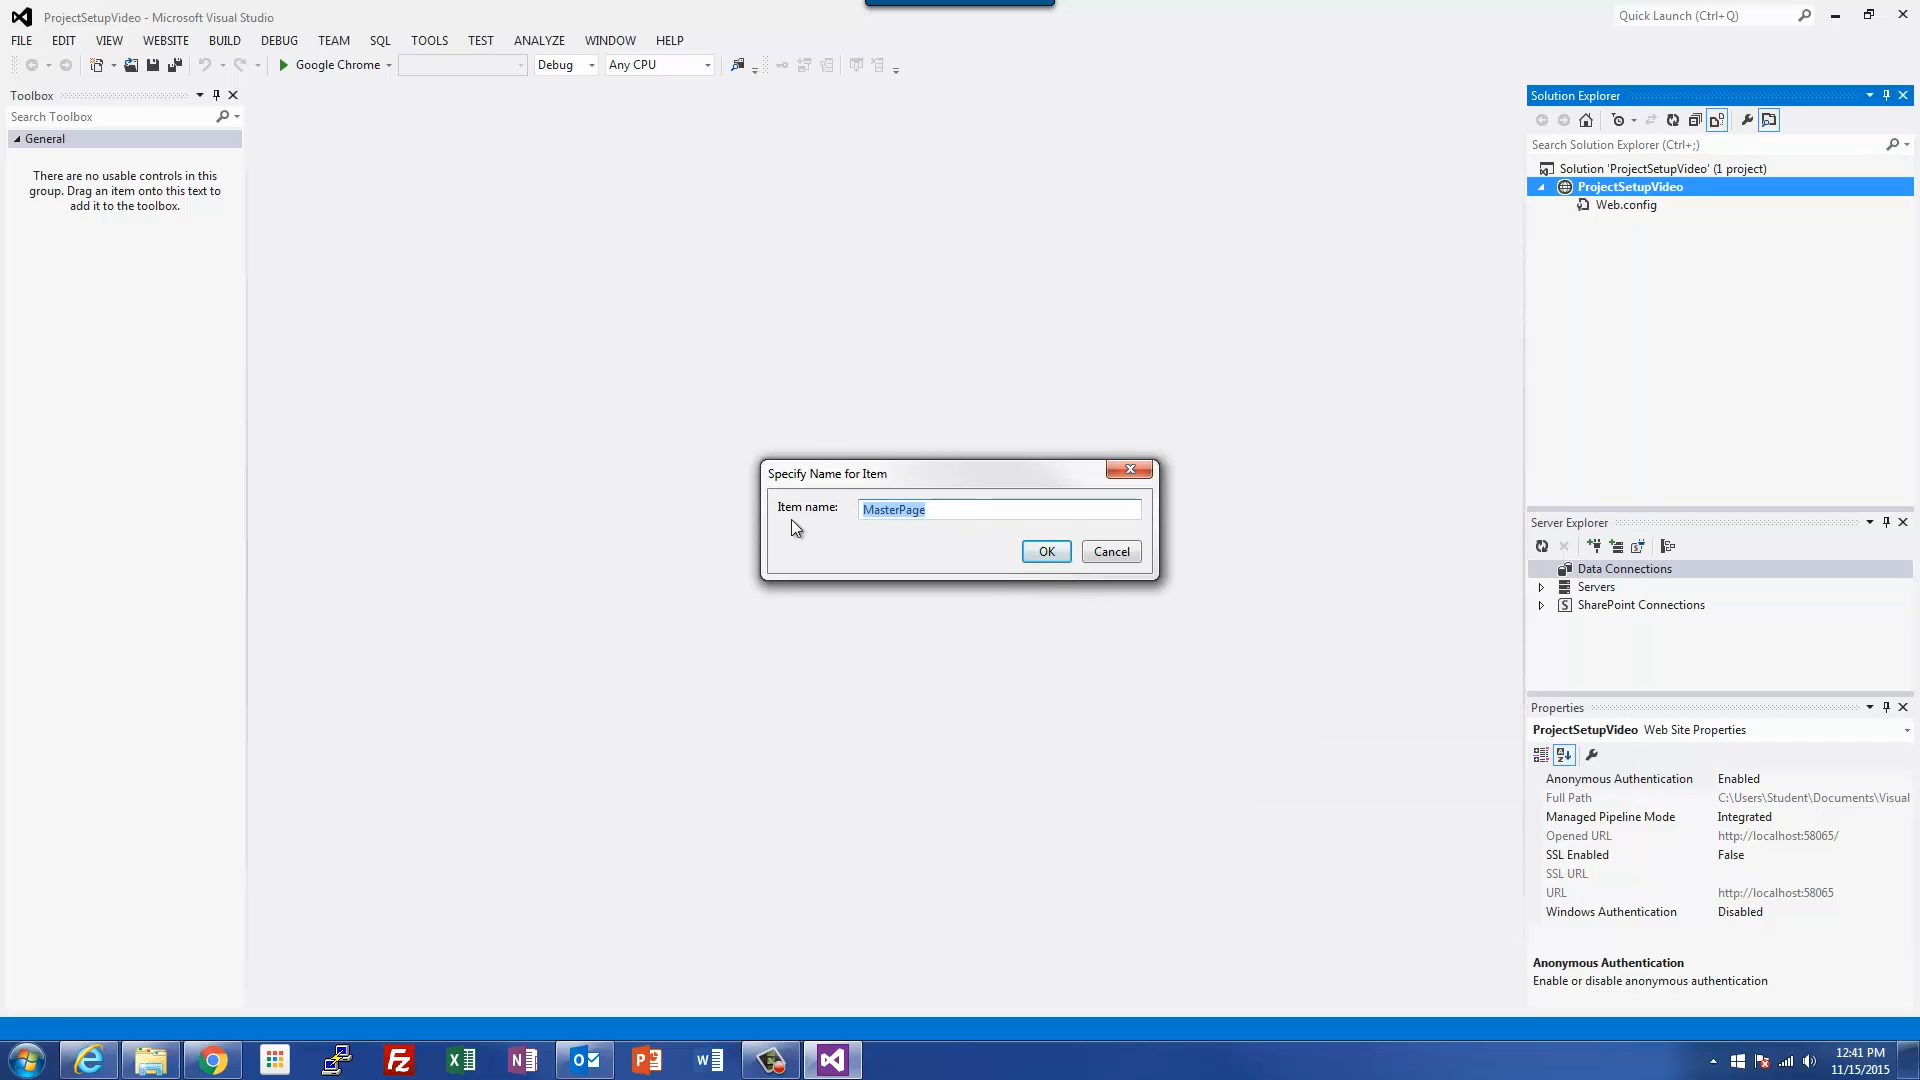 ProjectSetupVideo - Microsoft Visual Studio
Quick Launch (Ctrl+Q)
FILE EDIT VIEW WEBSITE BUILD DEBUG TEAM SQL TOOLS TEST ANALYZE WINDOW HELP
Google Chrome Debug Any CPU
Toolbox
Search Toolbox
General
There are no usable controls in this
group. Drag an item onto this text to
add it to the toolbox.
Specify Name for Item
Item name: MasterPage
OK Cancel
Solution Explorer
Search Solution Explorer (Ctrl+;)
Solution 'ProjectSetupVideo' (1 project)
ProjectSetupVideo
Web.config
Server Explorer
Data Connections
Servers
SharePoint Connections
Properties
ProjectSetupVideo Web Site Properties
Anonymous Authentication Enabled
Full Path C:\Users\Student\Documents\Visual
Managed Pipeline Mode Integrated
Opened URL http://localhost:58065/
SSL Enabled False
SSL URL
URL http://localhost:58065
Windows Authentication Disabled
Anonymous Authentication
Enable or disable anonymous authentication
12:41 PM
11/15/2015